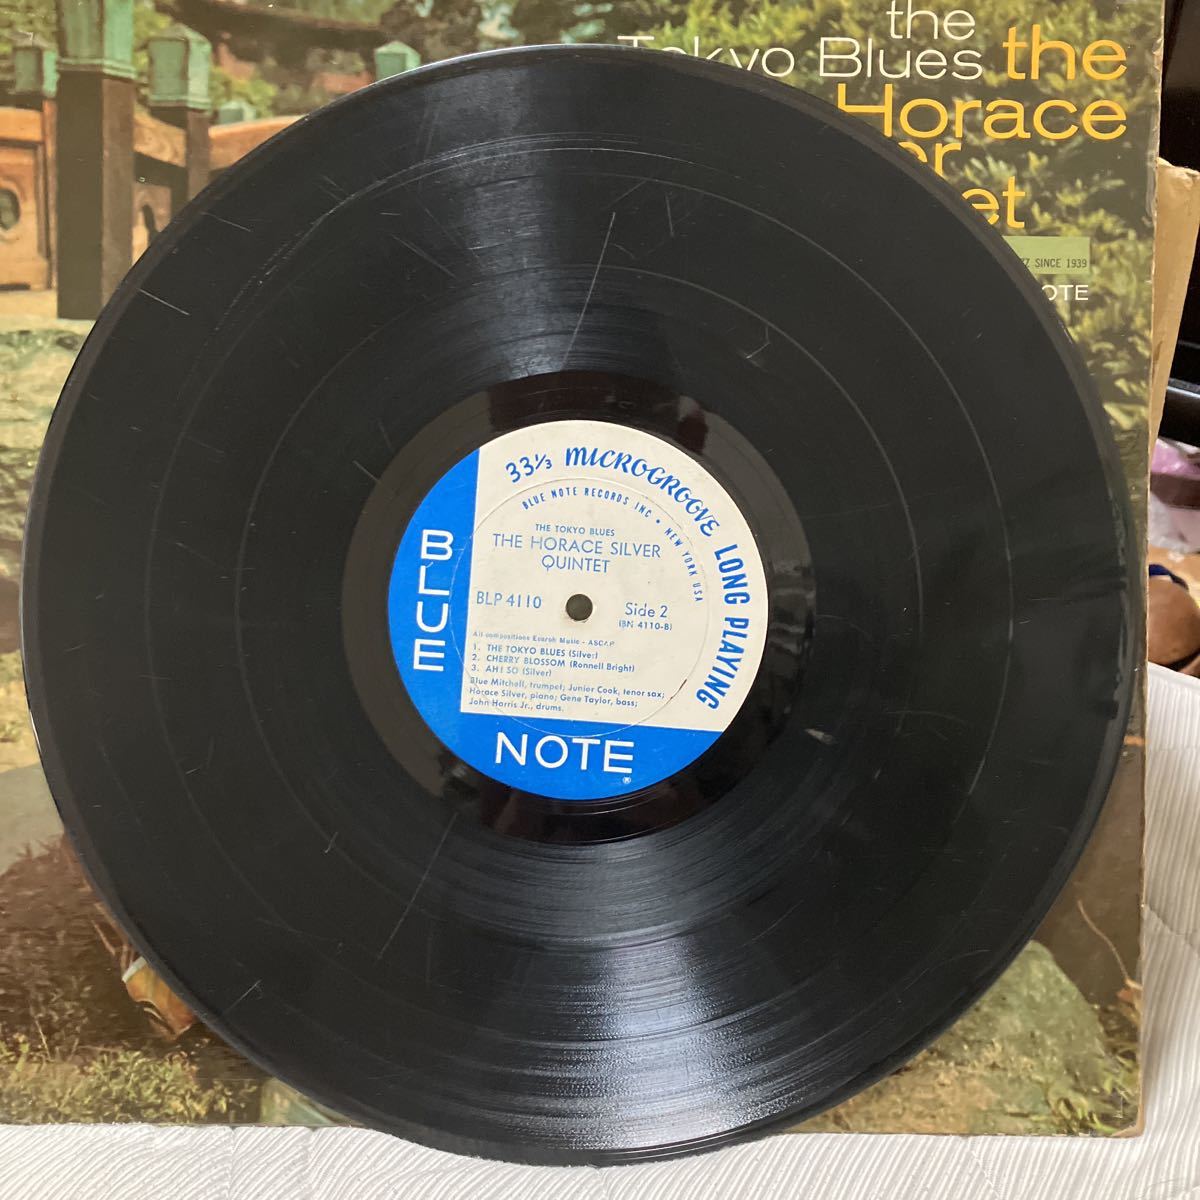 the
Tokyo Blues the
Horace
er
et
Z SINCE 1939
OTE
33⅓ MICROGROOVE LONG PLAYING
BLUE NOTE RECORDS INC • NEW YORK USA
THE TOKYO BLUES
THE HORACE SILVER
QUINTET
BLP 4110
Side 2
(BN 4110-B)
All compositions Ecaroh Music - ASCAP
1. THE TOKYO BLUES (Silver)
2. CHERRY BLOSSOM (Ronnell Bright)
3. AH! SO (Silver)
Blue Mitchell, trumpet; Junior Cook, tenor sax;
Horace Silver, piano; Gene Taylor, bass;
John Harris Jr., drums.
BLUE
NOTE
®